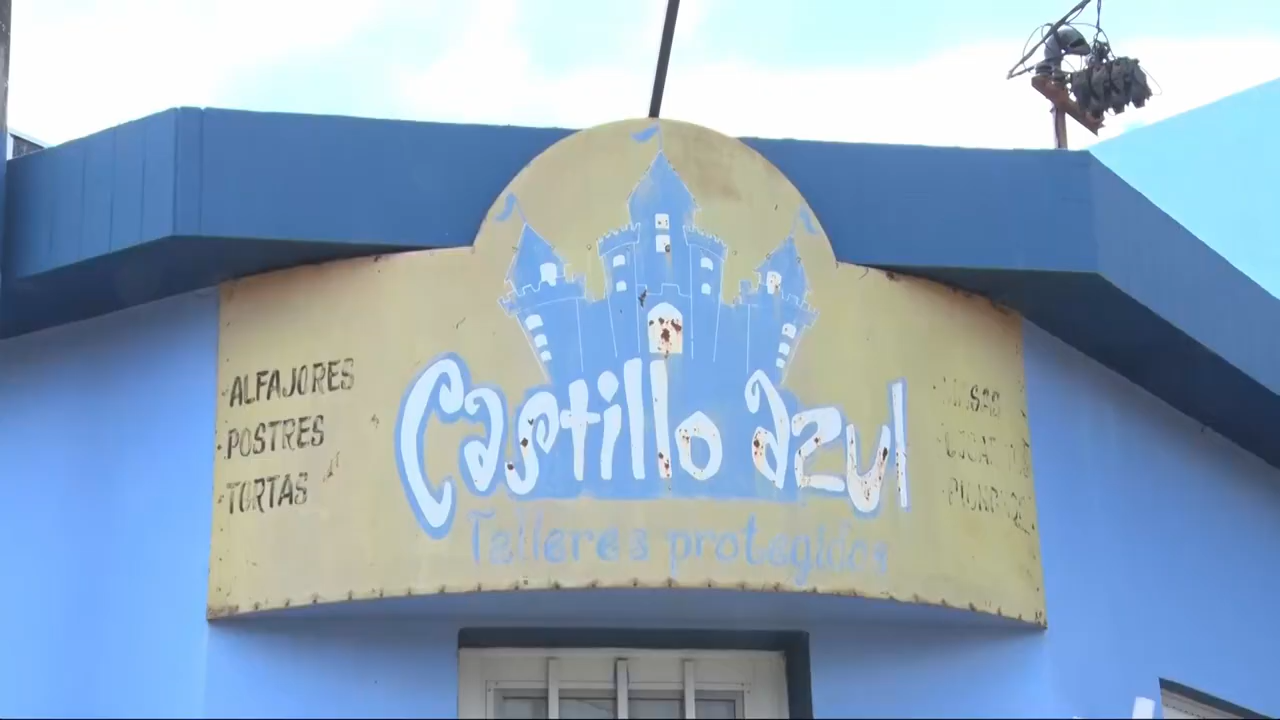 Castillo azul
Talleres protegidos
-ALFAJORES
-POSTRES
-TORTAS